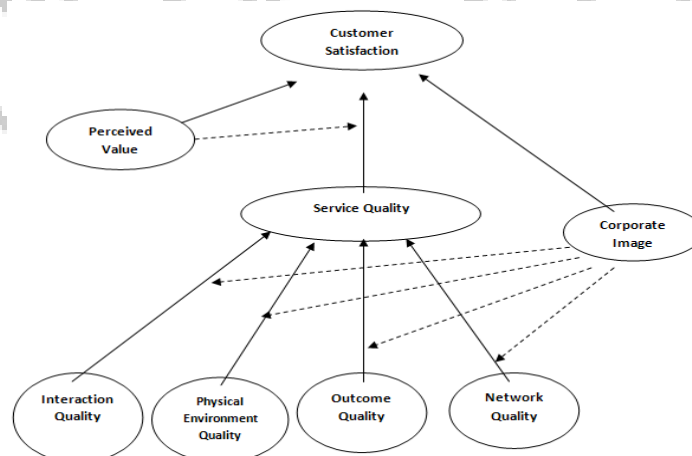 Customer
Satisfaction
Perceived
Value
Service Quality
Corporate
Image
Interaction
Quality
Physical
Environment
Quality
Outcome
Quality
Network
Quality